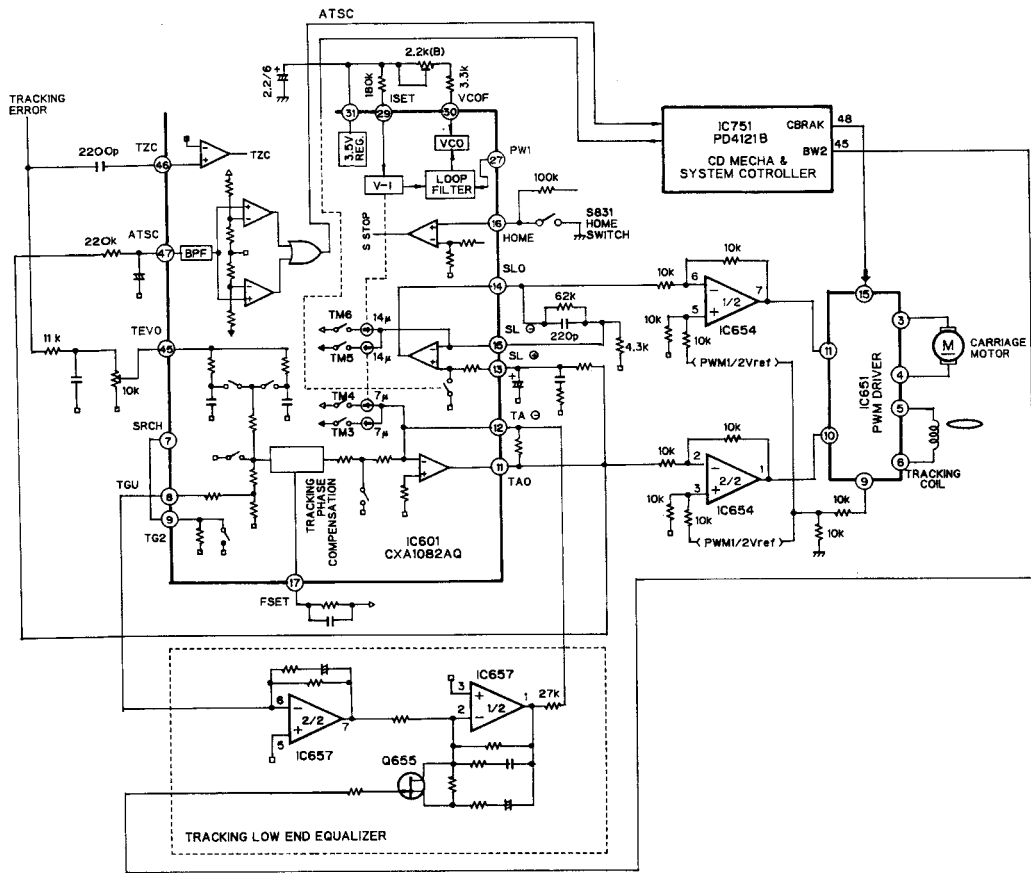 ATSC
TRACKING
ERROR
2200p
TZC
46
TZC
2.2/6
180k
2.2k(B)
3.3k
ISET
VCOF
31
29
30
3.5V
REG.
VCO
27
PW1
V-I
LOOP
FILTER
IC751
PD4121B
CD MECHA &
SYSTEM COTROLLER
CBRAK
48
BW2
45
100k
16
HOME
S831
HOME
SWITCH
S STOP
220k
ATSC
47
BPF
SLO
14
62k
220p
SL ⊖
15
SL ⊕
13
4.3k
TM6
14μ
TM5
14μ
TM4
7μ
TM3
7μ
TA ⊖
12
11
TAO
11k
TEVO
45
10k
SRCH
7
TGU
8
9
TG2
TRACKING
PHASE
COMPENSATION
IC601
CXA1082AQ
17
FSET
10k
10k
6
5
7
1/2
IC654
10k
10k
(PWM1/2Vref)
10k
10k
2
3
1
2/2
IC654
10k
10k
(PWM1/2Vref)
10k
10k
15
11
10
9
IC651
PWM DRIVER
3
4
5
6
M
CARRIAGE
MOTOR
TRACKING
COIL
IC657
6
5
7
2/2
IC657
3
2
1
1/2
27k
Q655
TRACKING LOW END EQUALIZER